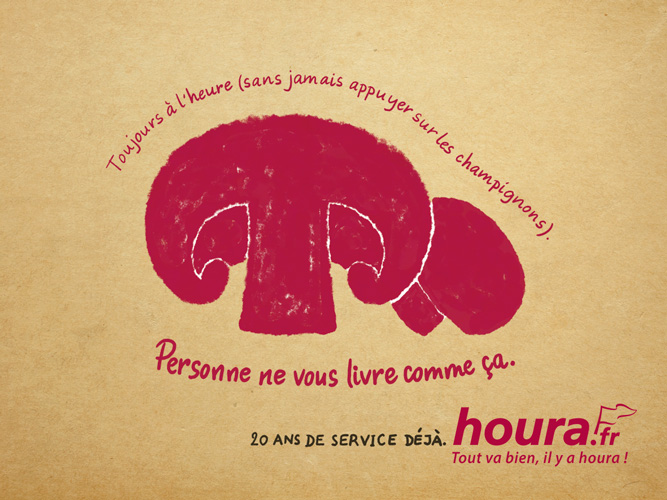 Toujours à l'heure (sans jamais appuyer sur les champignons).
Personne ne vous livre comme ça.
20 ANS DE SERVICE DÉJÀ.
houra.fr
Tout va bien, il y a houra !